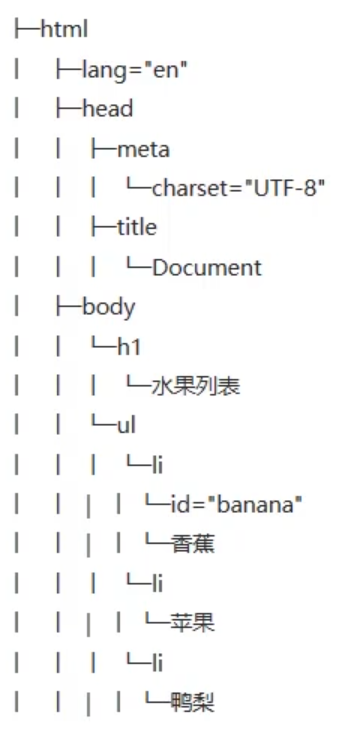 ├─html
│ ├─lang="en"
│ ├─head
│ │ ├─meta
│ │ │ └─charset="UTF-8"
│ │ ├─title
│ │ │ └─Document
│ ├─body
│ │ └─h1
│ │ │ └─水果列表
│ │ └─ul
│ │ │ └─li
│ │ │ │ └─id="banana"
│ │ │ │ └─香蕉
│ │ │ └─li
│ │ │ │ └─苹果
│ │ │ └─li
│ │ │ │ └─鸭梨